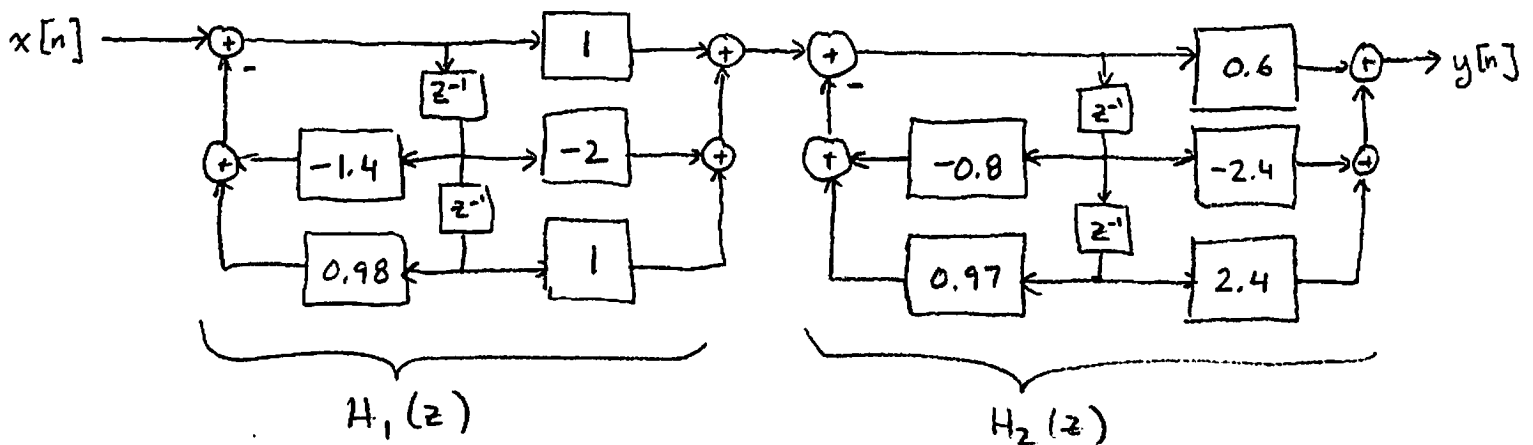 x[n] + 1 + + 0.6 + y[n]
- -
z⁻¹ z⁻¹
+ -1.4 -2 + + -0.8 -2.4 +
z⁻¹ z⁻¹
0.98 1 0.97 2.4
H₁(z) H₂(z)